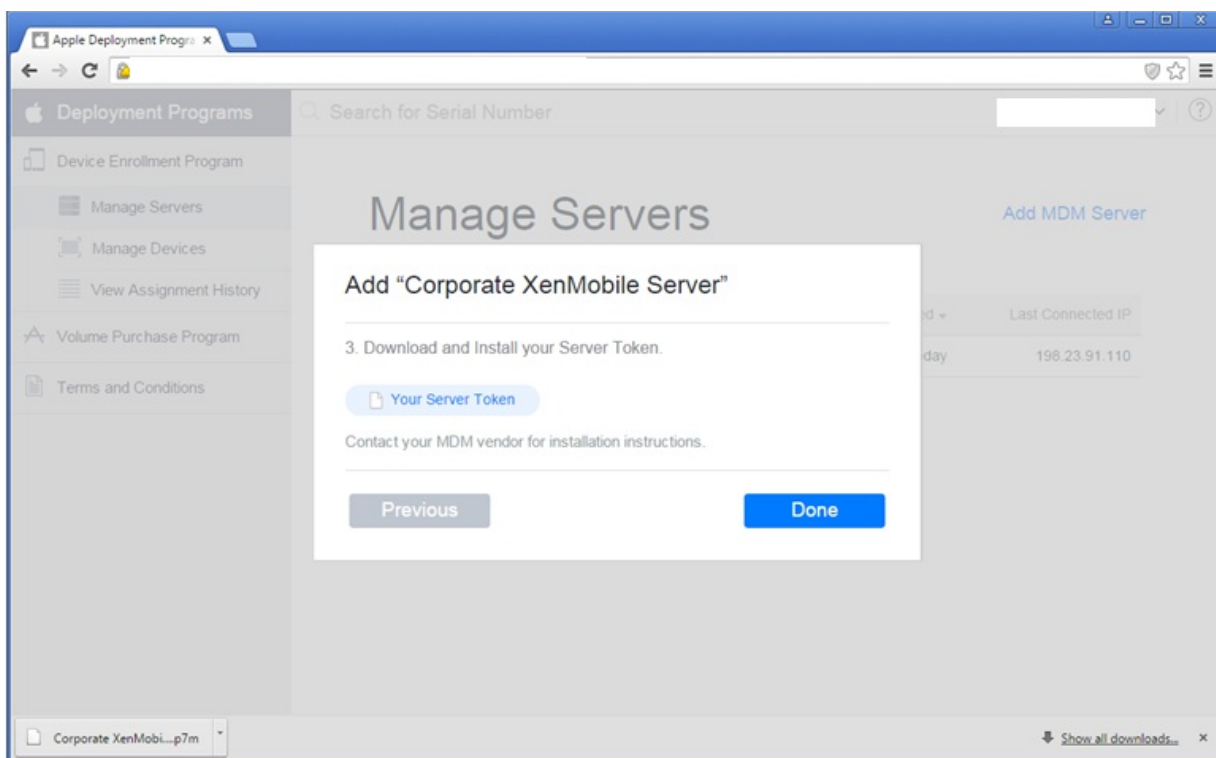 Apple Deployment Progra
Deployment Programs
Search for Serial Number
Device Enrollment Program
Manage Servers
Manage Devices
View Assignment History
Volume Purchase Program
Terms and Conditions
Manage Servers
Add MDM Server
Last Connected IP
day
198.23.91.110
Add “Corporate XenMobile Server”
3. Download and Install your Server Token.
Your Server Token
Contact your MDM vendor for installation instructions.
Previous
Done
Corporate XenMobi....p7m
Show all downloads...